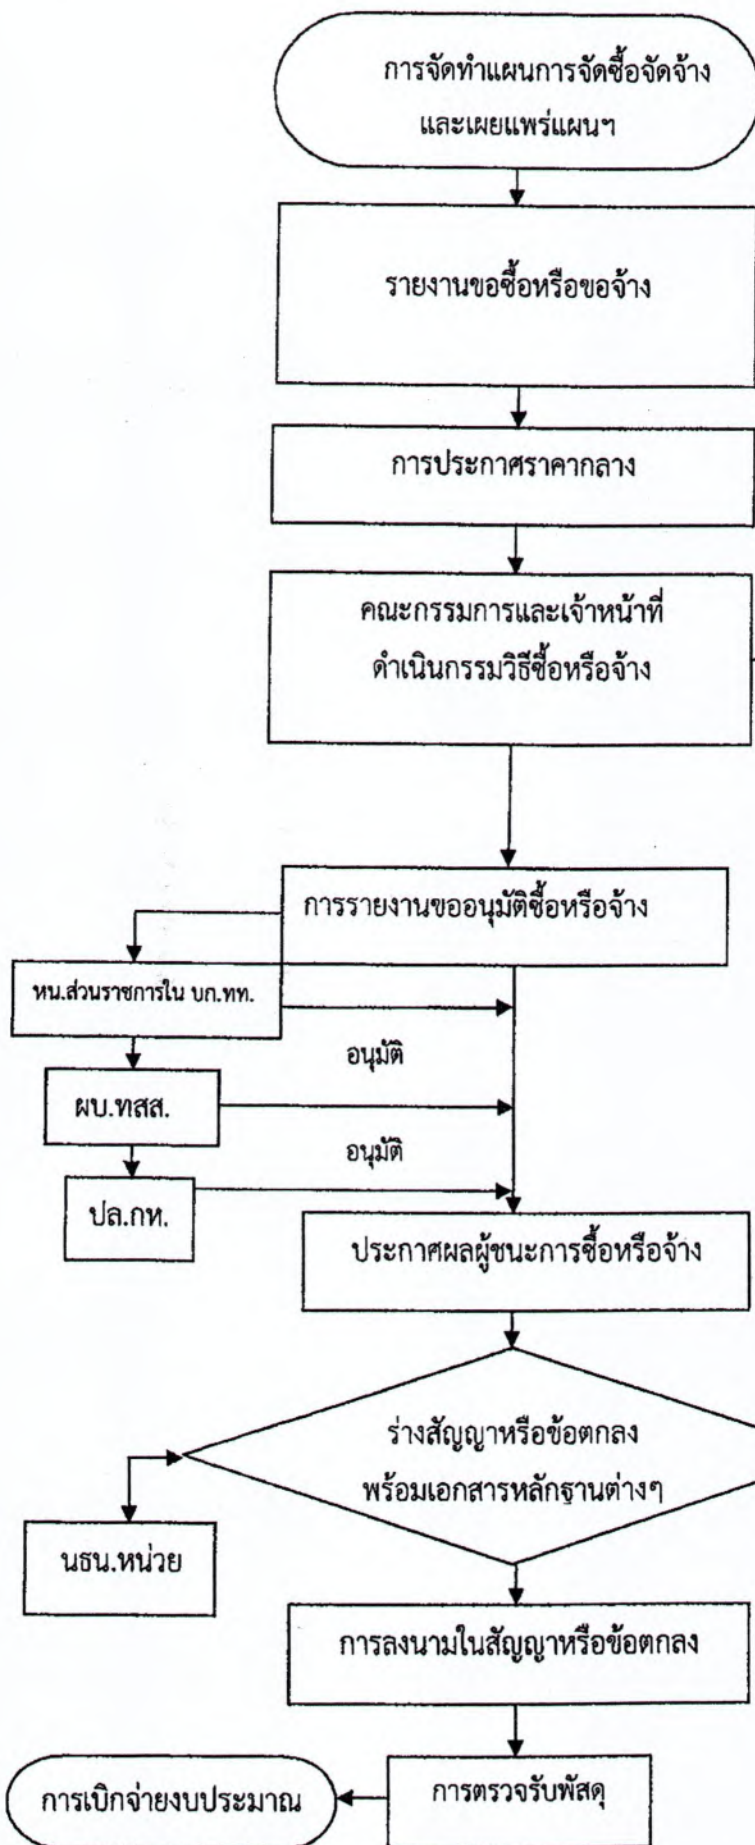 การจัดทำแผนการจัดซื้อจัดจ้าง
และเผยแพร่แผนฯ
รายงานขอซื้อหรือขอจ้าง
การประกาศราคากลาง
คณะกรรมการและเจ้าหน้าที่
ดำเนินกรรมวิธีซื้อหรือจ้าง
การรายงานขออนุมัติซื้อหรือจ้าง
หน.ส่วนราชการใน บก.ทท.
อนุมัติ
ผบ.ทสส.
อนุมัติ
ปล.กห.
ประกาศผลผู้ชนะการซื้อหรือจ้าง
ร่างสัญญาหรือข้อตกลง
พร้อมเอกสารหลักฐานต่างๆ
นธน.หน่วย
การลงนามในสัญญาหรือข้อตกลง
การตรวจรับพัสดุ
การเบิกจ่ายงบประมาณ